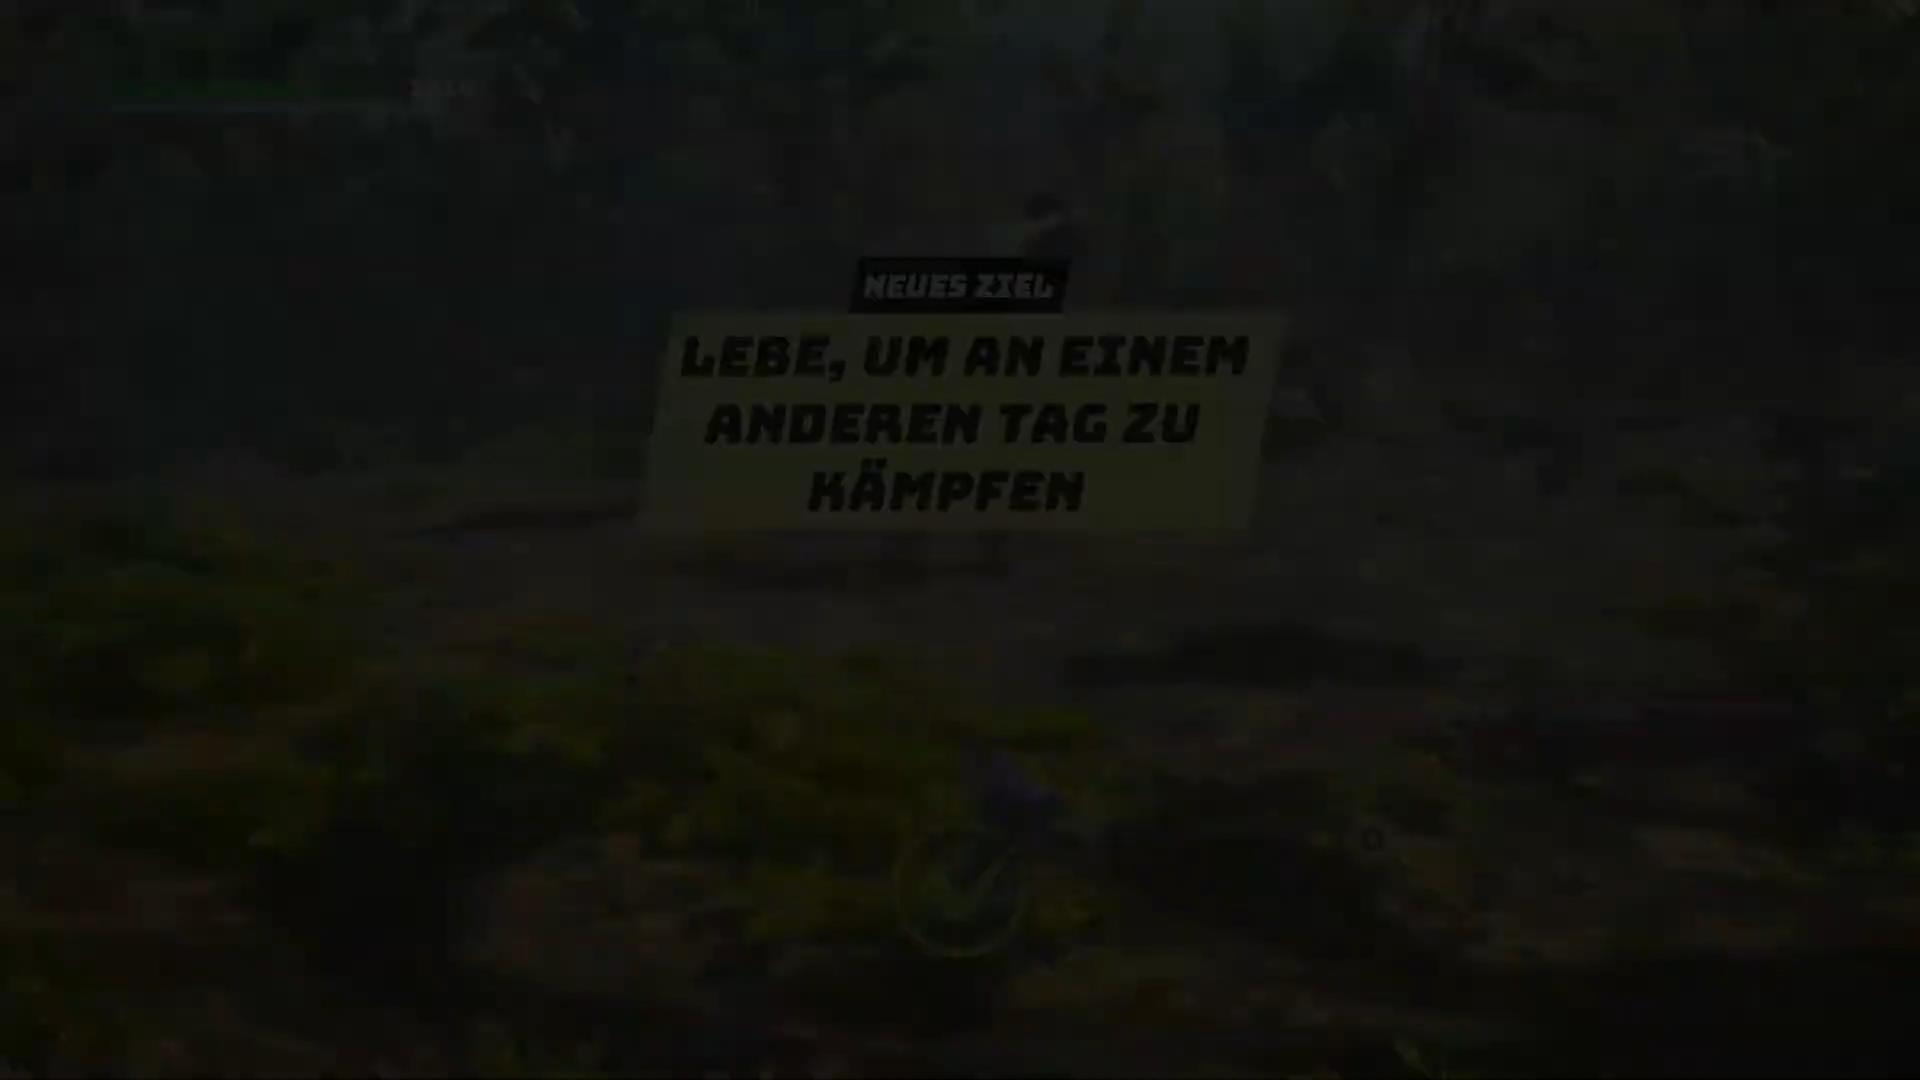 NEUES ZIEL
LEBE, UM AN EINEM
ANDEREN TAG ZU
KÄMPFEN